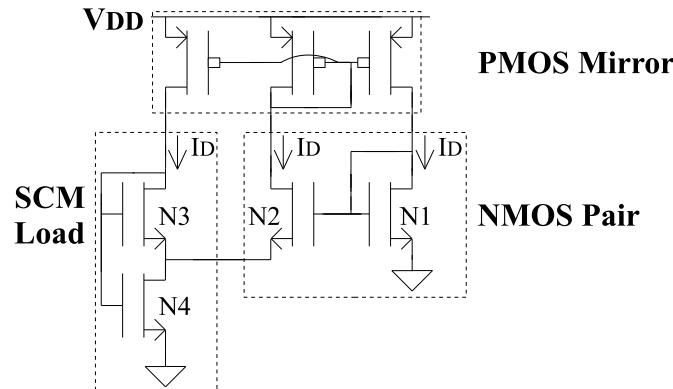 VDD
PMOS Mirror
ID
ID
ID
SCM
Load
N3
N2
N1
NMOS Pair
N4